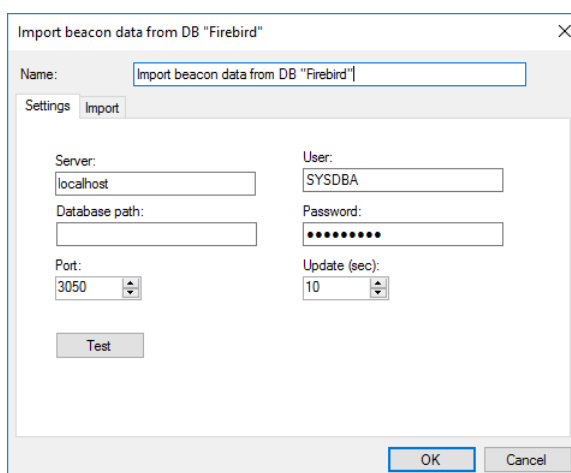 Import beacon data from DB "Firebird"
Name: Import beacon data from DB "Firebird"
Settings Import
Server: User:
localhost SYSDBA
Database path: Password:
●●●●●●●●●
Port: Update (sec):
3050 10
Test
OK Cancel